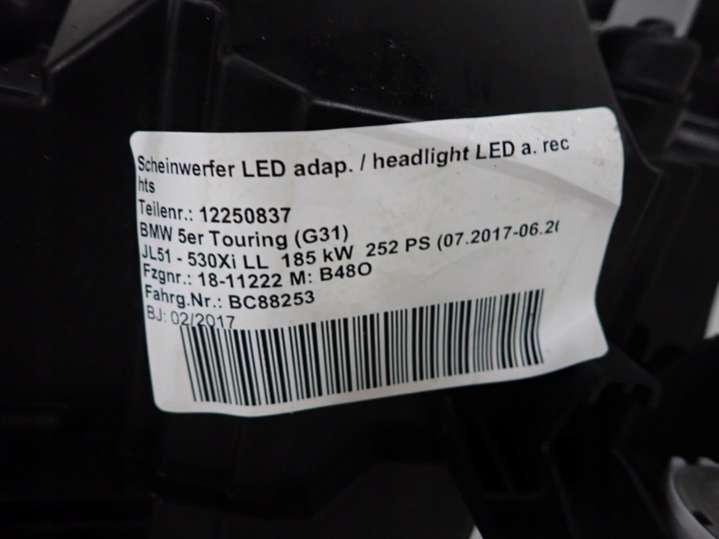 Scheinwerfer LED adap. / headlight LED a. rec
hts
Teilenr.: 12250837
BMW 5er Touring (G31)
JL51 - 530Xi LL 185 kW 252 PS (07.2017-06.2(
Fzgnr.: 18-11222 M: B48O
Fahrg.Nr.: BC88253
BJ: 02/2017